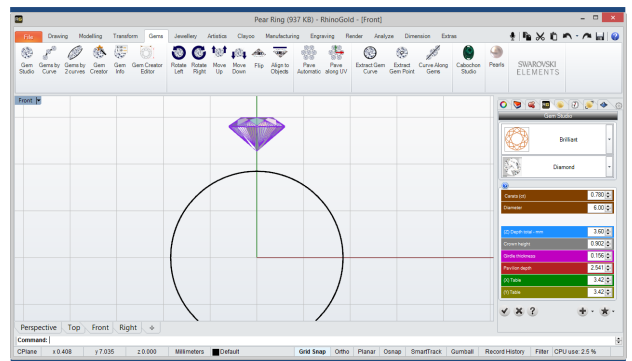 Pear Ring (937 KB) - RhinoGold - [Front]
File Drawing Modelling Transform Gems Jewellery Artistics Clayoo Manufacturing Engraving Render Analyze Dimension Extras
Gem Studio Gems by Curve Gems by 2 curves Gem Creator Gem Info Gem Creator Editor Rotate Left Rotate Right Move Up Move Down Flip Align to Objects Pave Automatic Pave along UV Extract Gem Curve Extract Gem Point Curve Along Gems Cabochon Studio Pearls SWAROVSKI ELEMENTS
Front
Gem Studio
Brilliant
Diamond
Carats (ct) 0.780
Diameter 6.00
(Z) Depth total - mm 3.60
Crown height 0.902
Girdle thickness 0.156
Pavilion depth 2.541
(X) Table 3.42
(Y) Table 3.42
Perspective Top Front Right
Command:
CPlane x 0.408 y 7.035 z 0.000 Millimeters Default Grid Snap Ortho Planar Osnap SmartTrack Gumball Record History Filter CPU use: 2.5 %